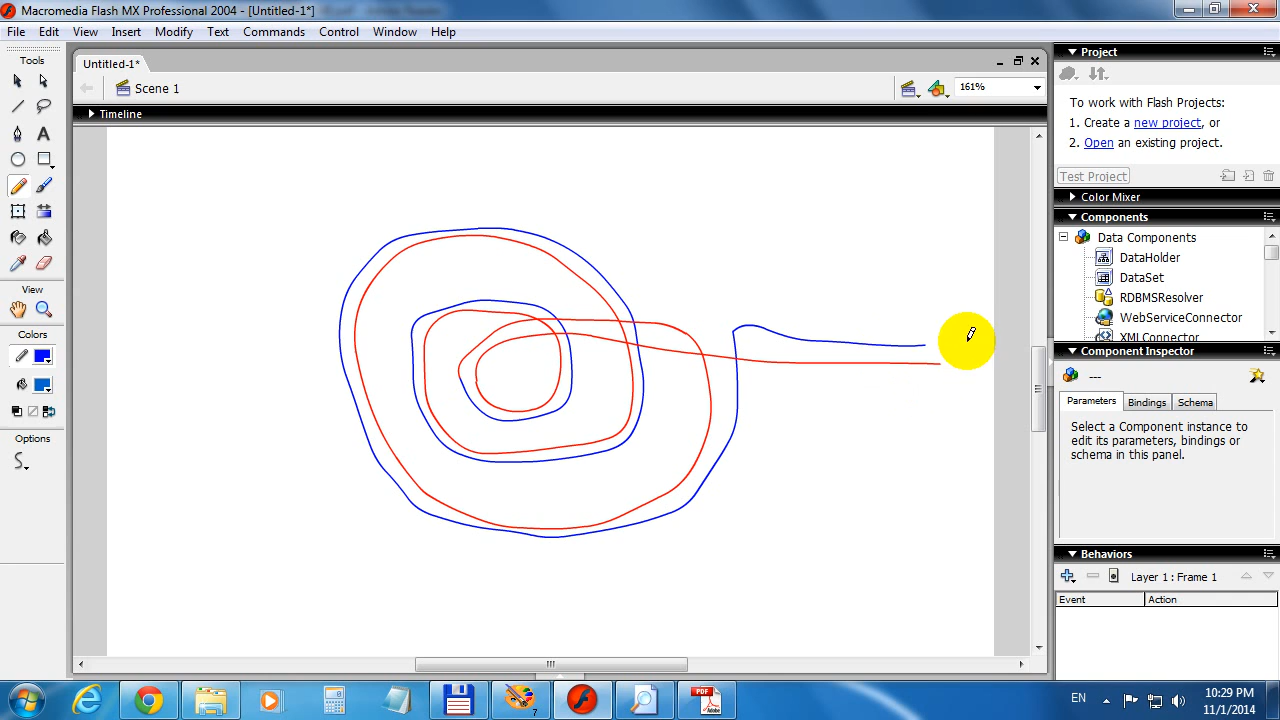 Macromedia Flash MX Professional 2004 - [Untitled-1*]
File Edit View Insert Modify Text Commands Control Window Help
Tools
View
Colors
Options
Untitled-1*
Scene 1
161%
Timeline
Project
To work with Flash Projects:
1. Create a new project, or
2. Open an existing project.
Test Project
Color Mixer
Components
Data Components
DataHolder
DataSet
RDBMSResolver
WebServiceConnector
XMLConnector
Component Inspector
---
Parameters Bindings Schema
Select a Component instance to
edit its parameters, bindings or
schema in this panel.
Behaviors
Layer 1 : Frame 1
Event Action
7
PDF
Adobe
EN
10:29 PM
11/1/2014